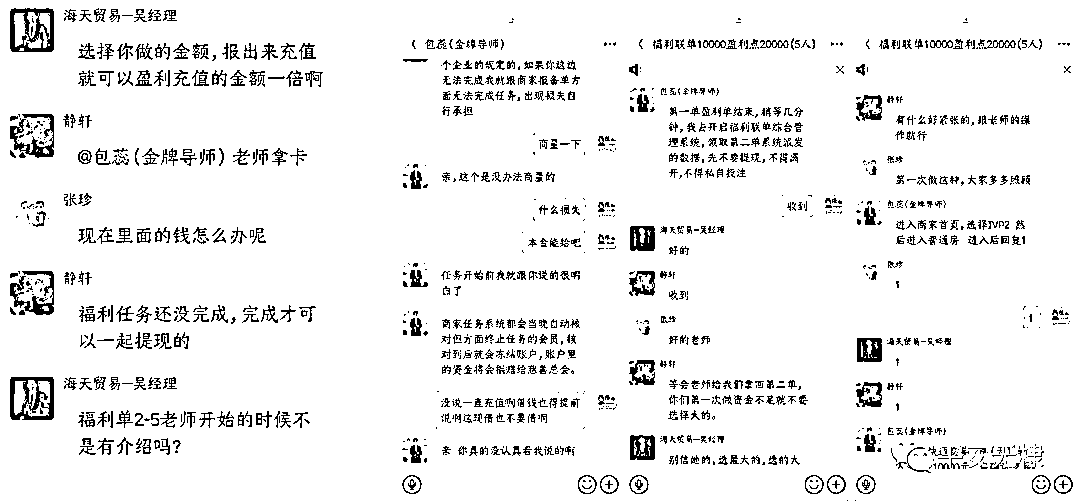 海天贸易—吴经理
选择你做的金额,报出来充值
就可以盈利充值的金额一倍啊
静轩
@包蕊(金牌导师) 老师拿卡
张珍
现在里面的钱怎么办呢
静轩
福利任务还没完成,完成才可
以一起提现的
海天贸易—吴经理
福利单2-5老师开始的时候不
是有介绍吗?
包蕊(金牌导师)
个企业的规定的,如果你这边
无法完成我就跟商家报备单方
面无法完成任务,出现损失自
行承担
商量一下
亲,这个是没办法商量的
什么损失
本金能给吧
任务开始前我就跟你说的很明
白了
商家任务系统都会当晚自动核
对但方面终止任务的会员,核
对到后就会冻结账户,账户里
的资金将会捐赠给慈善总会。
没说一直充值啊借钱也得提前
说啊这现借也不要借啊
亲 你真的没认真看我说的啊
福利联单10000盈利点20000(5人)
包蕊(金牌导师)
第一单盈利单结束,稍等几分
钟,我去开启福利联单综合管
理系统,领取第二单系统派发
的数据,先不要提现,不得离
开,不得私自投注
收到
海天贸易—吴经理
好的
静轩
收到
张珍
好的老师
静轩
等会老师给我们拿西第二单,
你们第一次做资金不足就不要
选择大的。
海天贸易—吴经理
别信她的,选最大的,选的大
福利联单10000盈利点20000(5人)
静轩
有什么好紧张的,跟老师的操
作就行
张珍
第一次做这种,大家多多照顾
包蕊(金牌导师)
进入商家首页,选择IVP2 然
后进入普通房 进入后回复1
张珍
1
1
海天贸易—吴经理
1
静轩
1
包蕊(金牌导师)